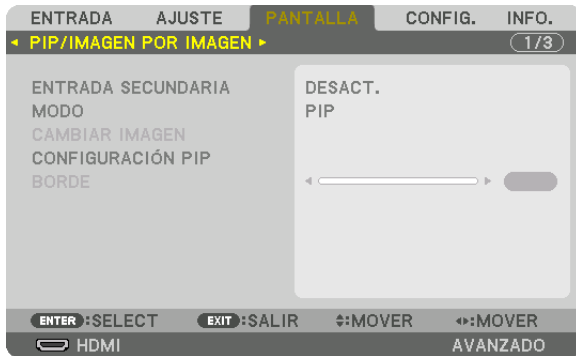 ENTRADA AJUSTE PANTALLA CONFIG. INFO.
PIP/IMAGEN POR IMAGEN 1/3
ENTRADA SECUNDARIA DESACT.
MODO PIP
CAMBIAR IMAGEN
CONFIGURACIÓN PIP
BORDE
ENTER :SELECT EXIT :SALIR :MOVER :MOVER
HDMI AVANZADO